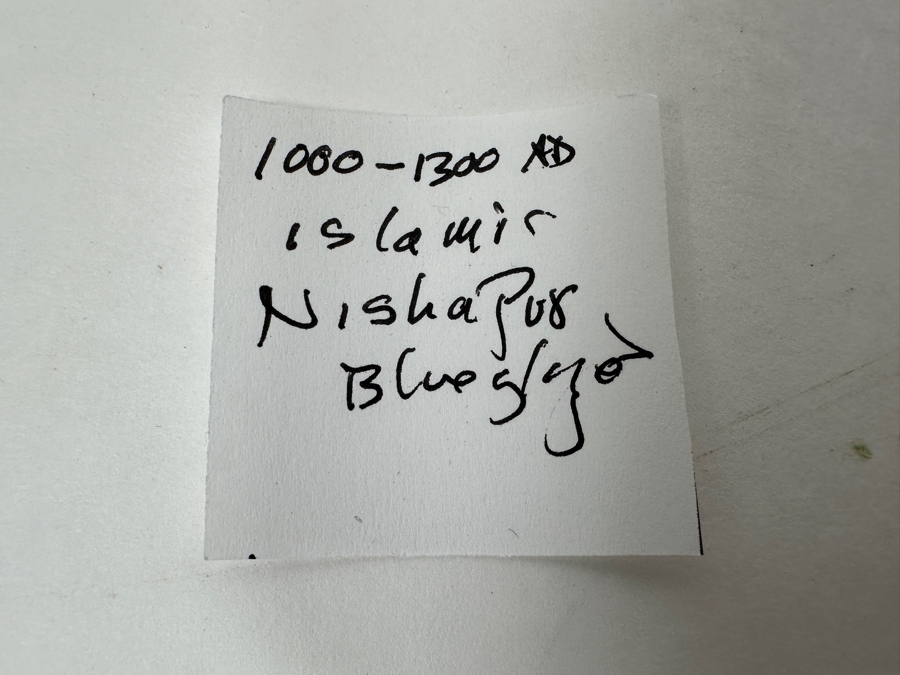 1000-1300 AD
islamic
Nishapur
Blue